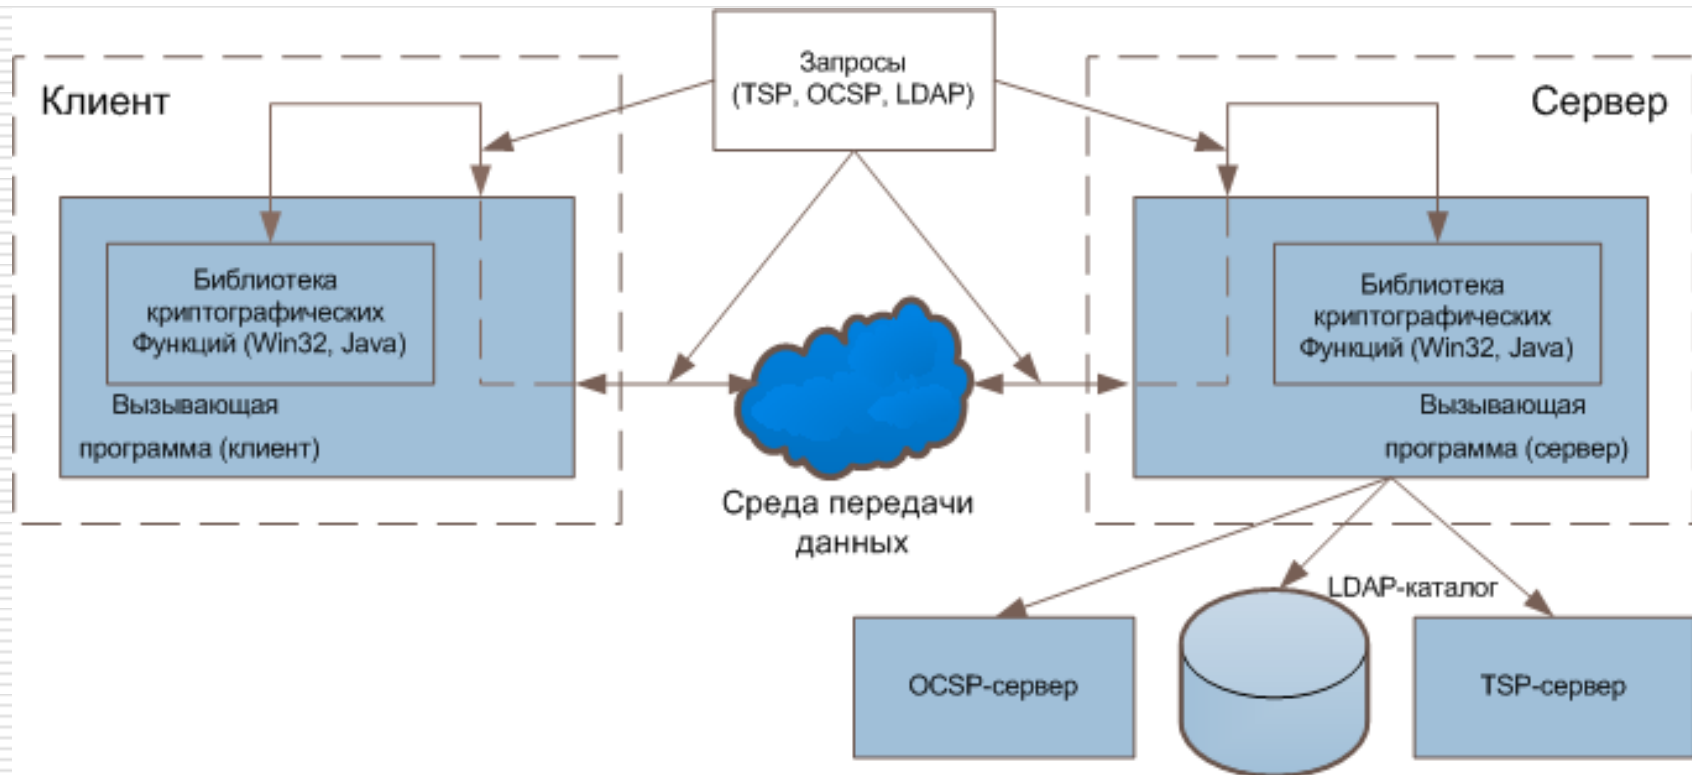 Запросы
(TSP, OCSP, LDAP)
Клиент
Сервер
Библиотека
криптографических
Функций (Win32, Java)
Вызывающая
программа (клиент)
Библиотека
криптографических
Функций (Win32, Java)
Вызывающая
программа (сервер)
Среда передачи
данных
LDAP-каталог
OCSP-сервер
TSP-сервер